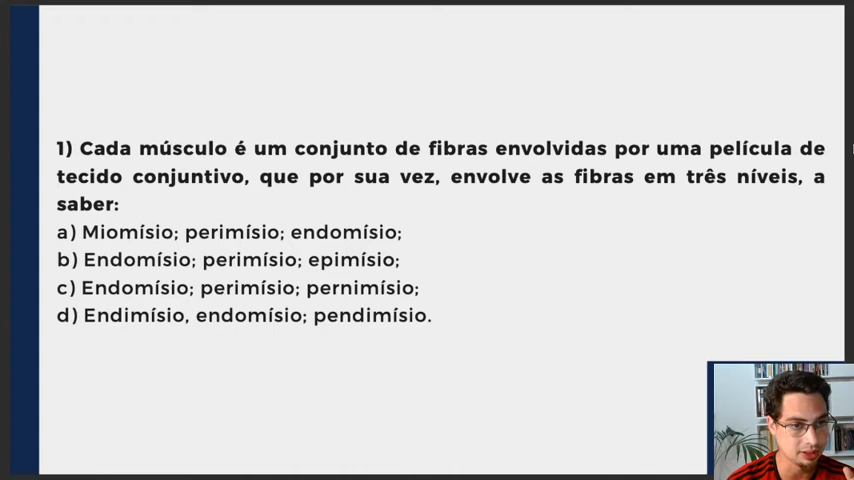 1) Cada músculo é um conjunto de fibras envolvidas por uma película de
tecido conjuntivo, que por sua vez, envolve as fibras em três níveis, a
saber:
a) Miomísio; perimísio; endomísio;
b) Endomísio; perimísio; epimísio;
c) Endomísio; perimísio; pernimísio;
d) Endimísio, endomísio; pendimísio.